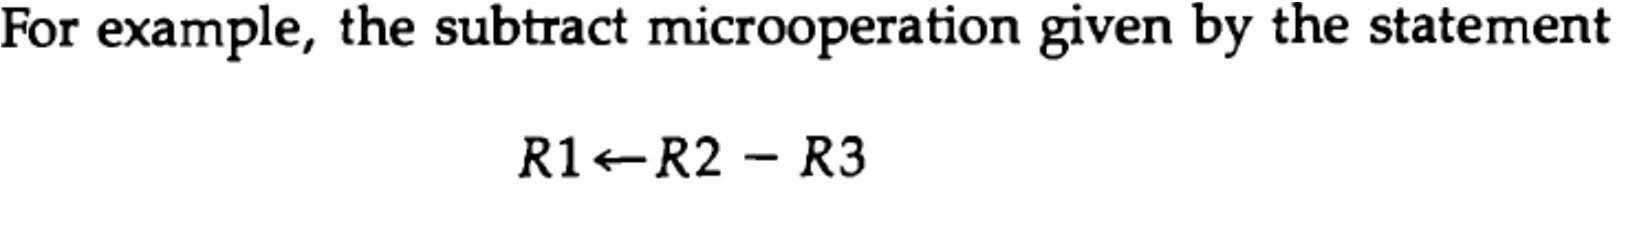 For example, the subtract microoperation given by the statement
R1 ← R2 − R3